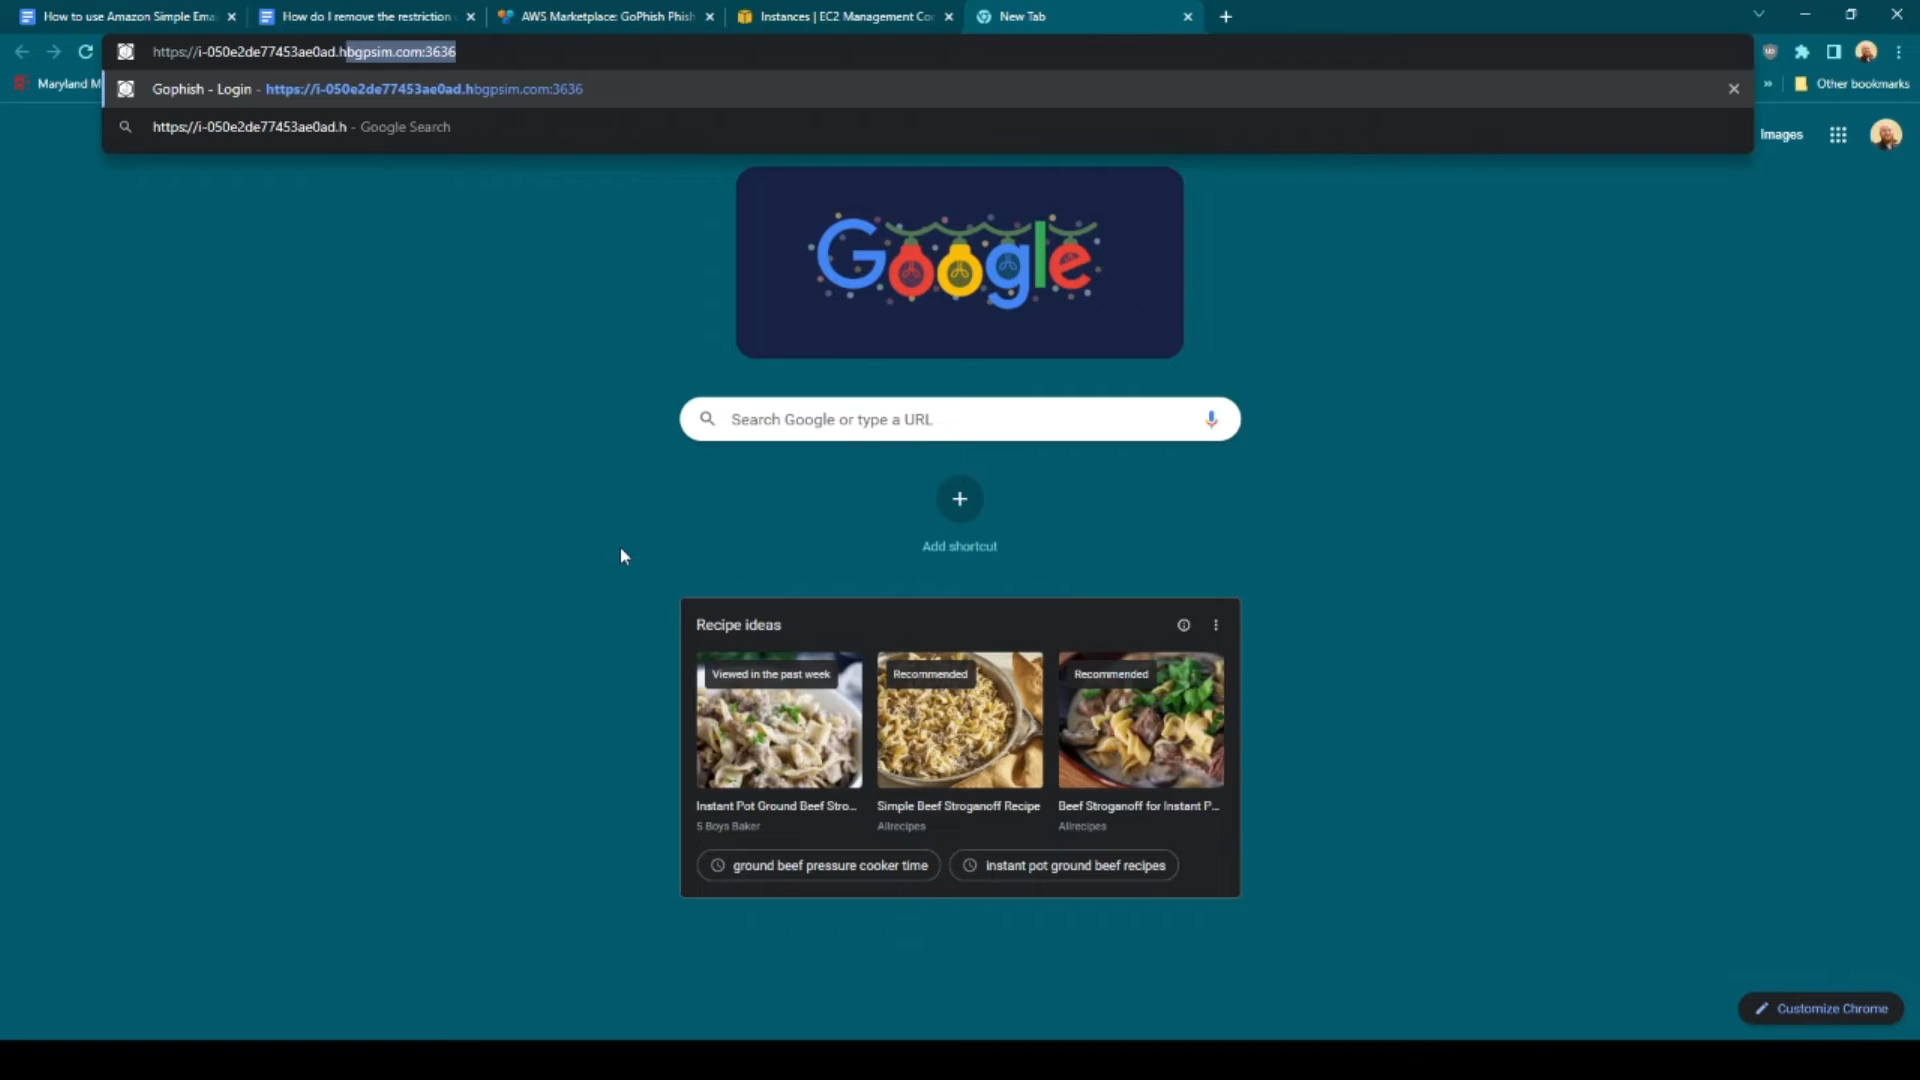 How to use Amazon Simple Ema
How do I remove the restriction
AWS Marketplace: GoPhish Phish
Instances | EC2 Management Co
New Tab
https://i-050e2de77453ae0ad.hbgpsim.com:3636
Maryland M
Other bookmarks
Gophish - Login - https://i-050e2de77453ae0ad.hbgpsim.com:3636
https://i-050e2de77453ae0ad.h - Google Search
Images
Google
Search Google or type a URL
Add shortcut
Recipe ideas
Viewed in the past week
Recommended
Recommended
Instant Pot Ground Beef Stro...
Simple Beef Stroganoff Recipe
Beef Stroganoff for Instant P...
5 Boys Baker
Allrecipes
Allrecipes
ground beef pressure cooker time
instant pot ground beef recipes
Customize Chrome